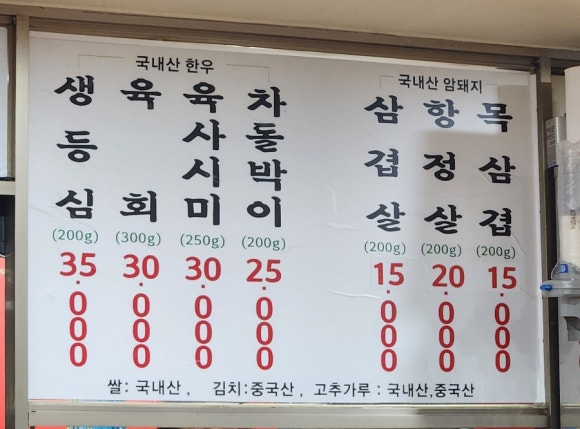 국내산 한우
생등심
(200g)
35.000
육회
(300g)
30.000
육사시미
(250g)
30.000
차돌박이
(200g)
25.000
국내산 암돼지
삼겹살
(200g)
15.000
항정살
(200g)
20.000
목삼겹
(200g)
15.000
쌀: 국내산 , 김치:중국산 , 고추가루 : 국내산,중국산